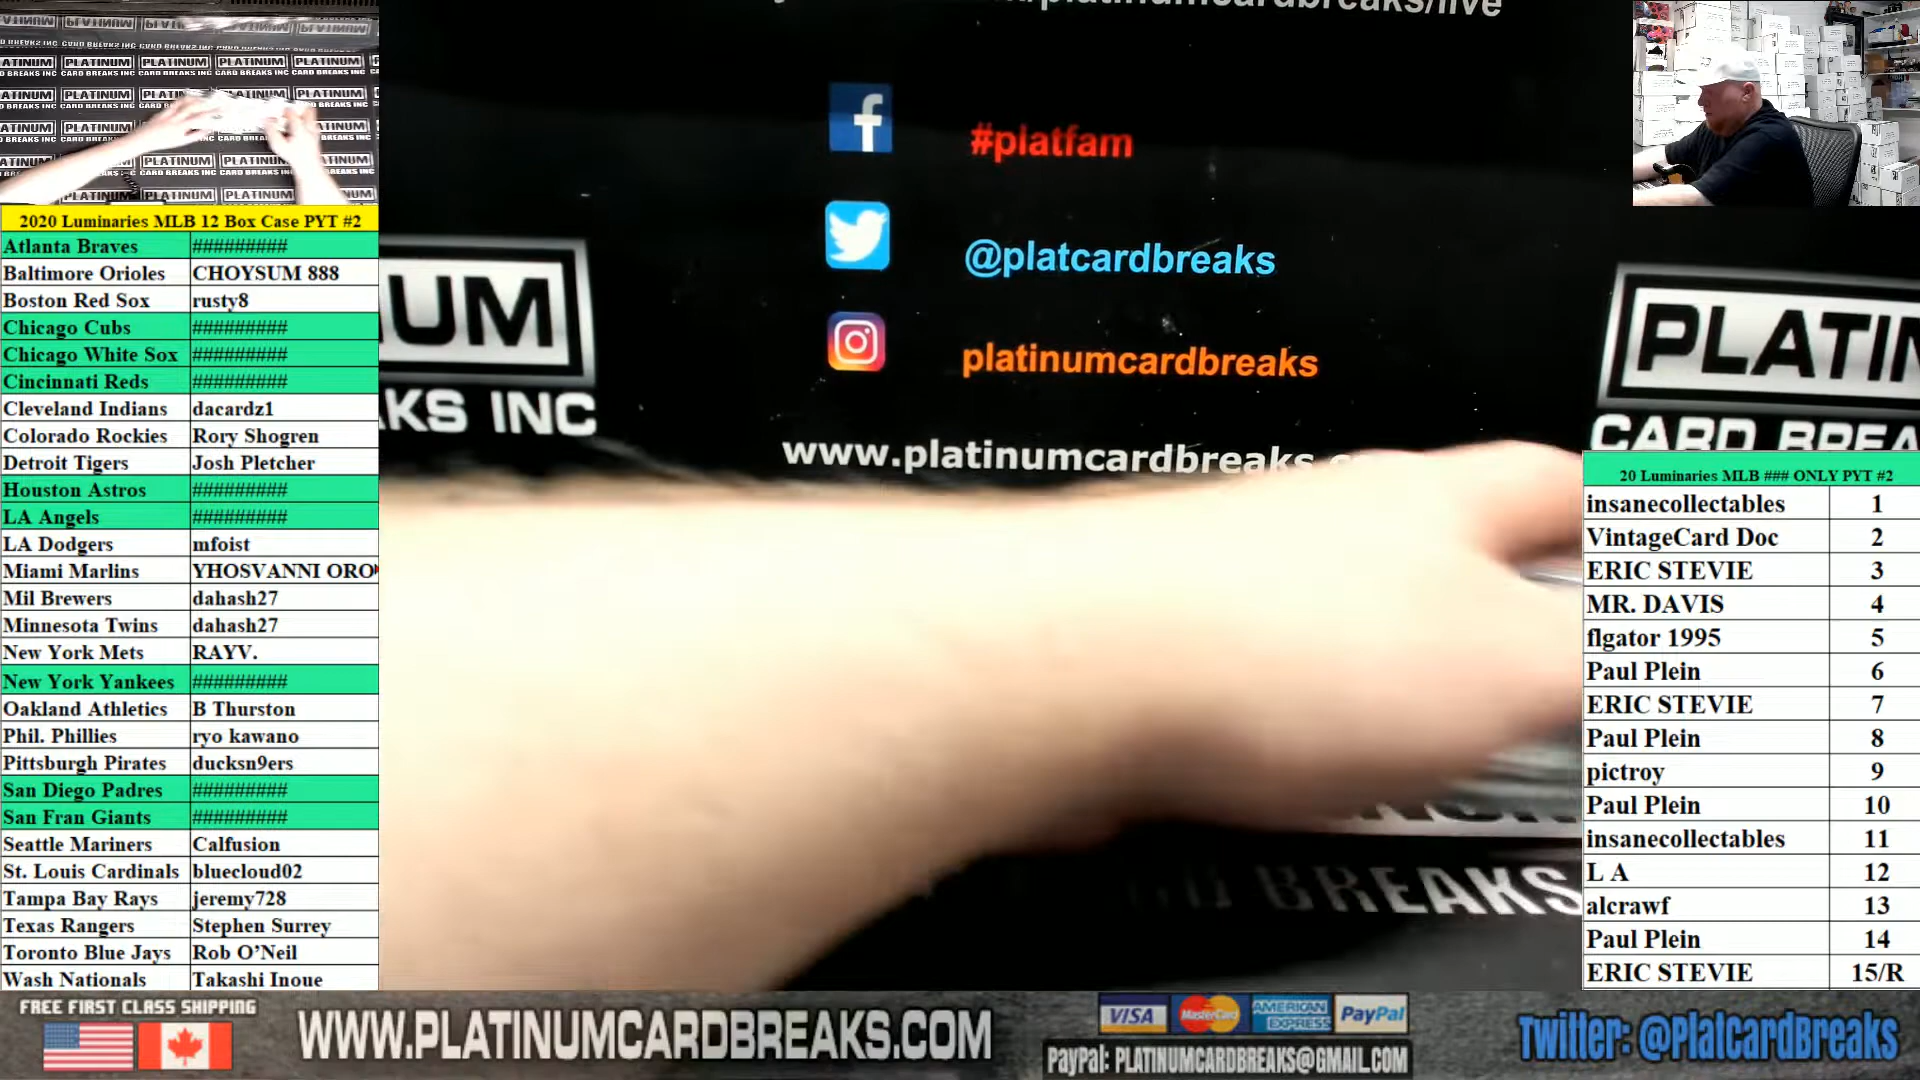 2020 Luminaries MLB 12 Box Case PYT #2
Atlanta Braves #########
Baltimore Orioles CHOYSUM 888
Boston Red Sox rusty8
Chicago Cubs #########
Chicago White Sox #########
Cincinnati Reds #########
Cleveland Indians dacardz1
Colorado Rockies Rory Shogren
Detroit Tigers Josh Pletcher
Houston Astros #########
LA Angels #########
LA Dodgers mfoist
Miami Marlins YHOSVANNI ORO
Mil Brewers dahash27
Minnesota Twins dahash27
New York Mets RAYV.
New York Yankees #########
Oakland Athletics B Thurston
Phil. Phillies ryo kawano
Pittsburgh Pirates ducksn9ers
San Diego Padres #########
San Fran Giants #########
Seattle Mariners Calfusion
St. Louis Cardinals bluecloud02
Tampa Bay Rays jeremy728
Texas Rangers Stephen Surrey
Toronto Blue Jays Rob O’Neil
Wash Nationals Takashi Inoue
#platfam
@platcardbreaks
platinumcardbreaks
www.platinumcardbreaks
UM
KS INC
PLATIN
CARD BREA
BREAKS
20 Luminaries MLB ### ONLY PYT #2
insanecollectables 1
VintageCard Doc 2
ERIC STEVIE 3
MR. DAVIS 4
flgator 1995 5
Paul Plein 6
ERIC STEVIE 7
Paul Plein 8
pictroy 9
Paul Plein 10
insanecollectables 11
L A 12
alcrawf 13
Paul Plein 14
ERIC STEVIE 15/R
FREE FIRST CLASS SHIPPING
WWW.PLATINUMCARDBREAKS.COM
VISA MasterCard AMERICAN EXPRESS PayPal
PayPal: PLATINUMCARDBREAKS@GMAIL.COM
Twitter: @PlatCardBreaks